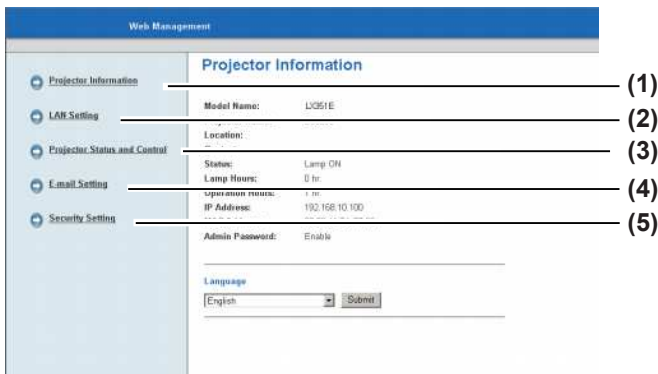 Web Management
Projector Information
LAN Setting
Projector Status and Control
E-mail Setting
Security Setting
Projector Information
Model Name:
Location:
Status: Lamp ON
Lamp Hours: 0 hr
Operation Hours: 1 hr
IP Address: 192.168.10.100
Admin Password: Enable
Language
English Submit
(1)
(2)
(3)
(4)
(5)